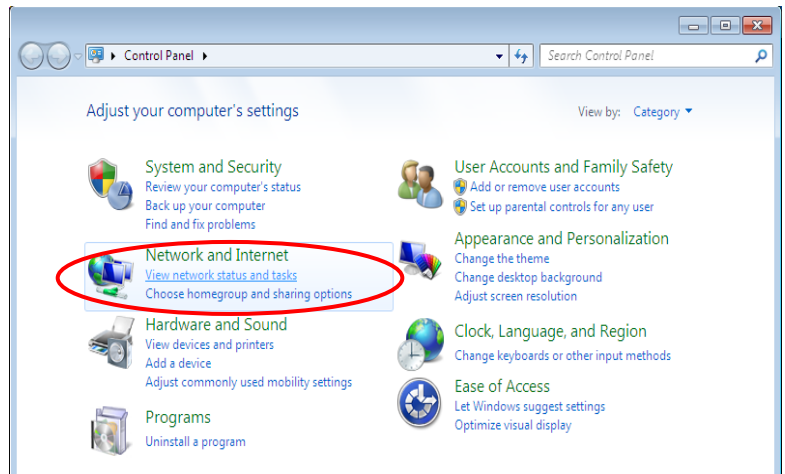 Control Panel
Search Control Panel
Adjust your computer's settings
View by: Category
System and Security
Review your computer's status
Back up your computer
Find and fix problems
Network and Internet
View network status and tasks
Choose homegroup and sharing options
Hardware and Sound
View devices and printers
Add a device
Adjust commonly used mobility settings
Programs
Uninstall a program
User Accounts and Family Safety
Add or remove user accounts
Set up parental controls for any user
Appearance and Personalization
Change the theme
Change desktop background
Adjust screen resolution
Clock, Language, and Region
Change keyboards or other input methods
Ease of Access
Let Windows suggest settings
Optimize visual display